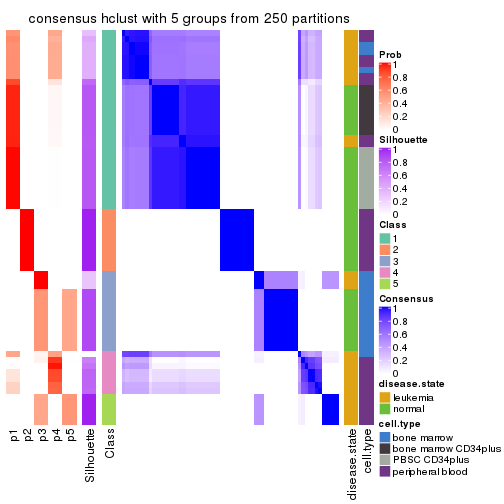 consensus hclust with 5 groups from 250 partitions
p1
p2
p3
p4
p5
Silhouette
Class
disease.state
cell.type
Prob
1
0.8
0.6
0.4
0.2
0
Silhouette
1
0.8
0.6
0.4
0.2
0
Class
1
2
3
4
5
Consensus
1
0.8
0.6
0.4
0.2
0
disease.state
leukemia
normal
cell.type
bone marrow
bone marrow CD34plus
PBSC CD34plus
peripheral blood